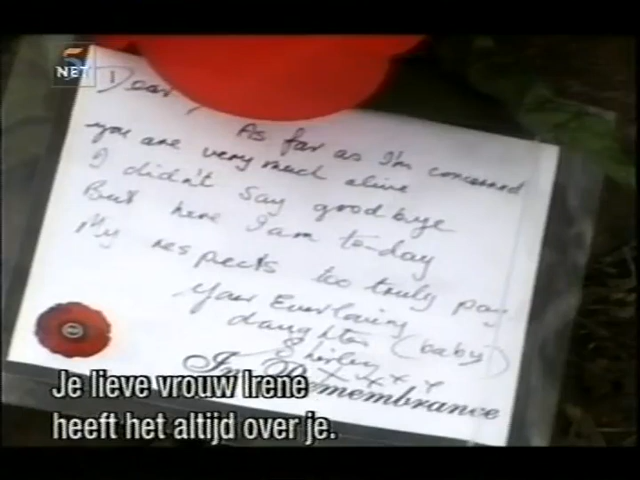 5
NET
Dear, As far as I'm concerned
you are very much alive
I didn't say goodbye
But here I am to-day
My respects too truly pay
Your Everloving
daughter (baby)
Shirley x x x x
In Remembrance
Je lieve vrouw Irene
heeft het altijd over je.